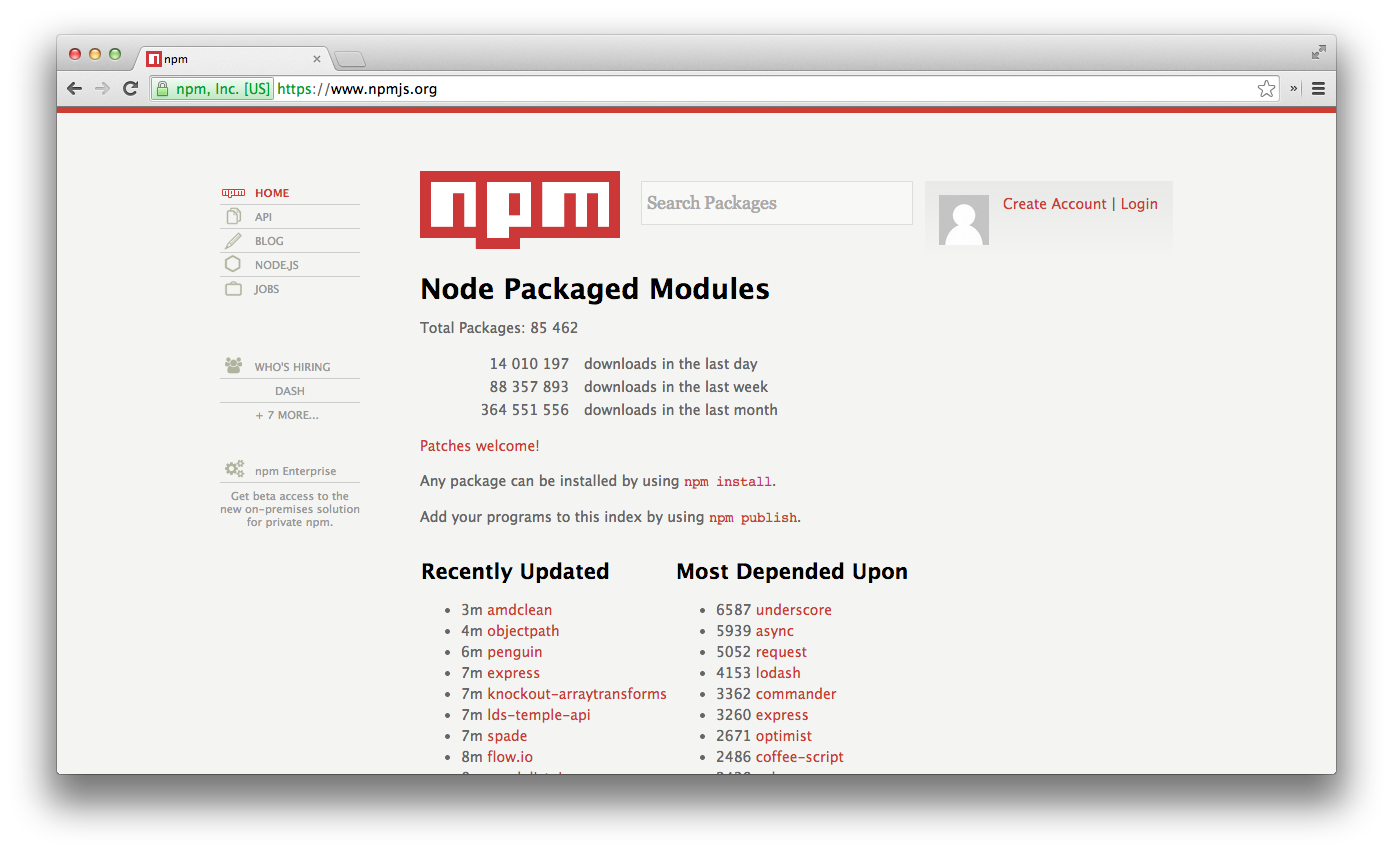 npm
npm, Inc. [US] https://www.npmjs.org
npm HOME
API
BLOG
NODE.JS
JOBS
WHO'S HIRING
DASH
+ 7 MORE...
npm Enterprise
Get beta access to the
new on-premises solution
for private npm.
npm
Search Packages
Create Account | Login
Node Packaged Modules
Total Packages: 85 462
14 010 197 downloads in the last day
88 357 893 downloads in the last week
364 551 556 downloads in the last month
Patches welcome!
Any package can be installed by using npm install.
Add your programs to this index by using npm publish.
Recently Updated
3m amdclean
4m objectpath
6m penguin
7m express
7m knockout-arraytransforms
7m lds-temple-api
7m spade
8m flow.io
Most Depended Upon
6587 underscore
5939 async
5052 request
4153 lodash
3362 commander
3260 express
2671 optimist
2486 coffee-script